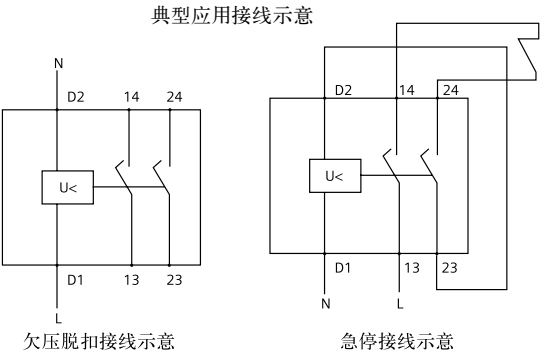 典型应用接线示意
N
D2 14 24
U<
D1 13 23
L
欠压脱扣接线示意
D2 14 24
U<
D1 13 23
N L
急停接线示意